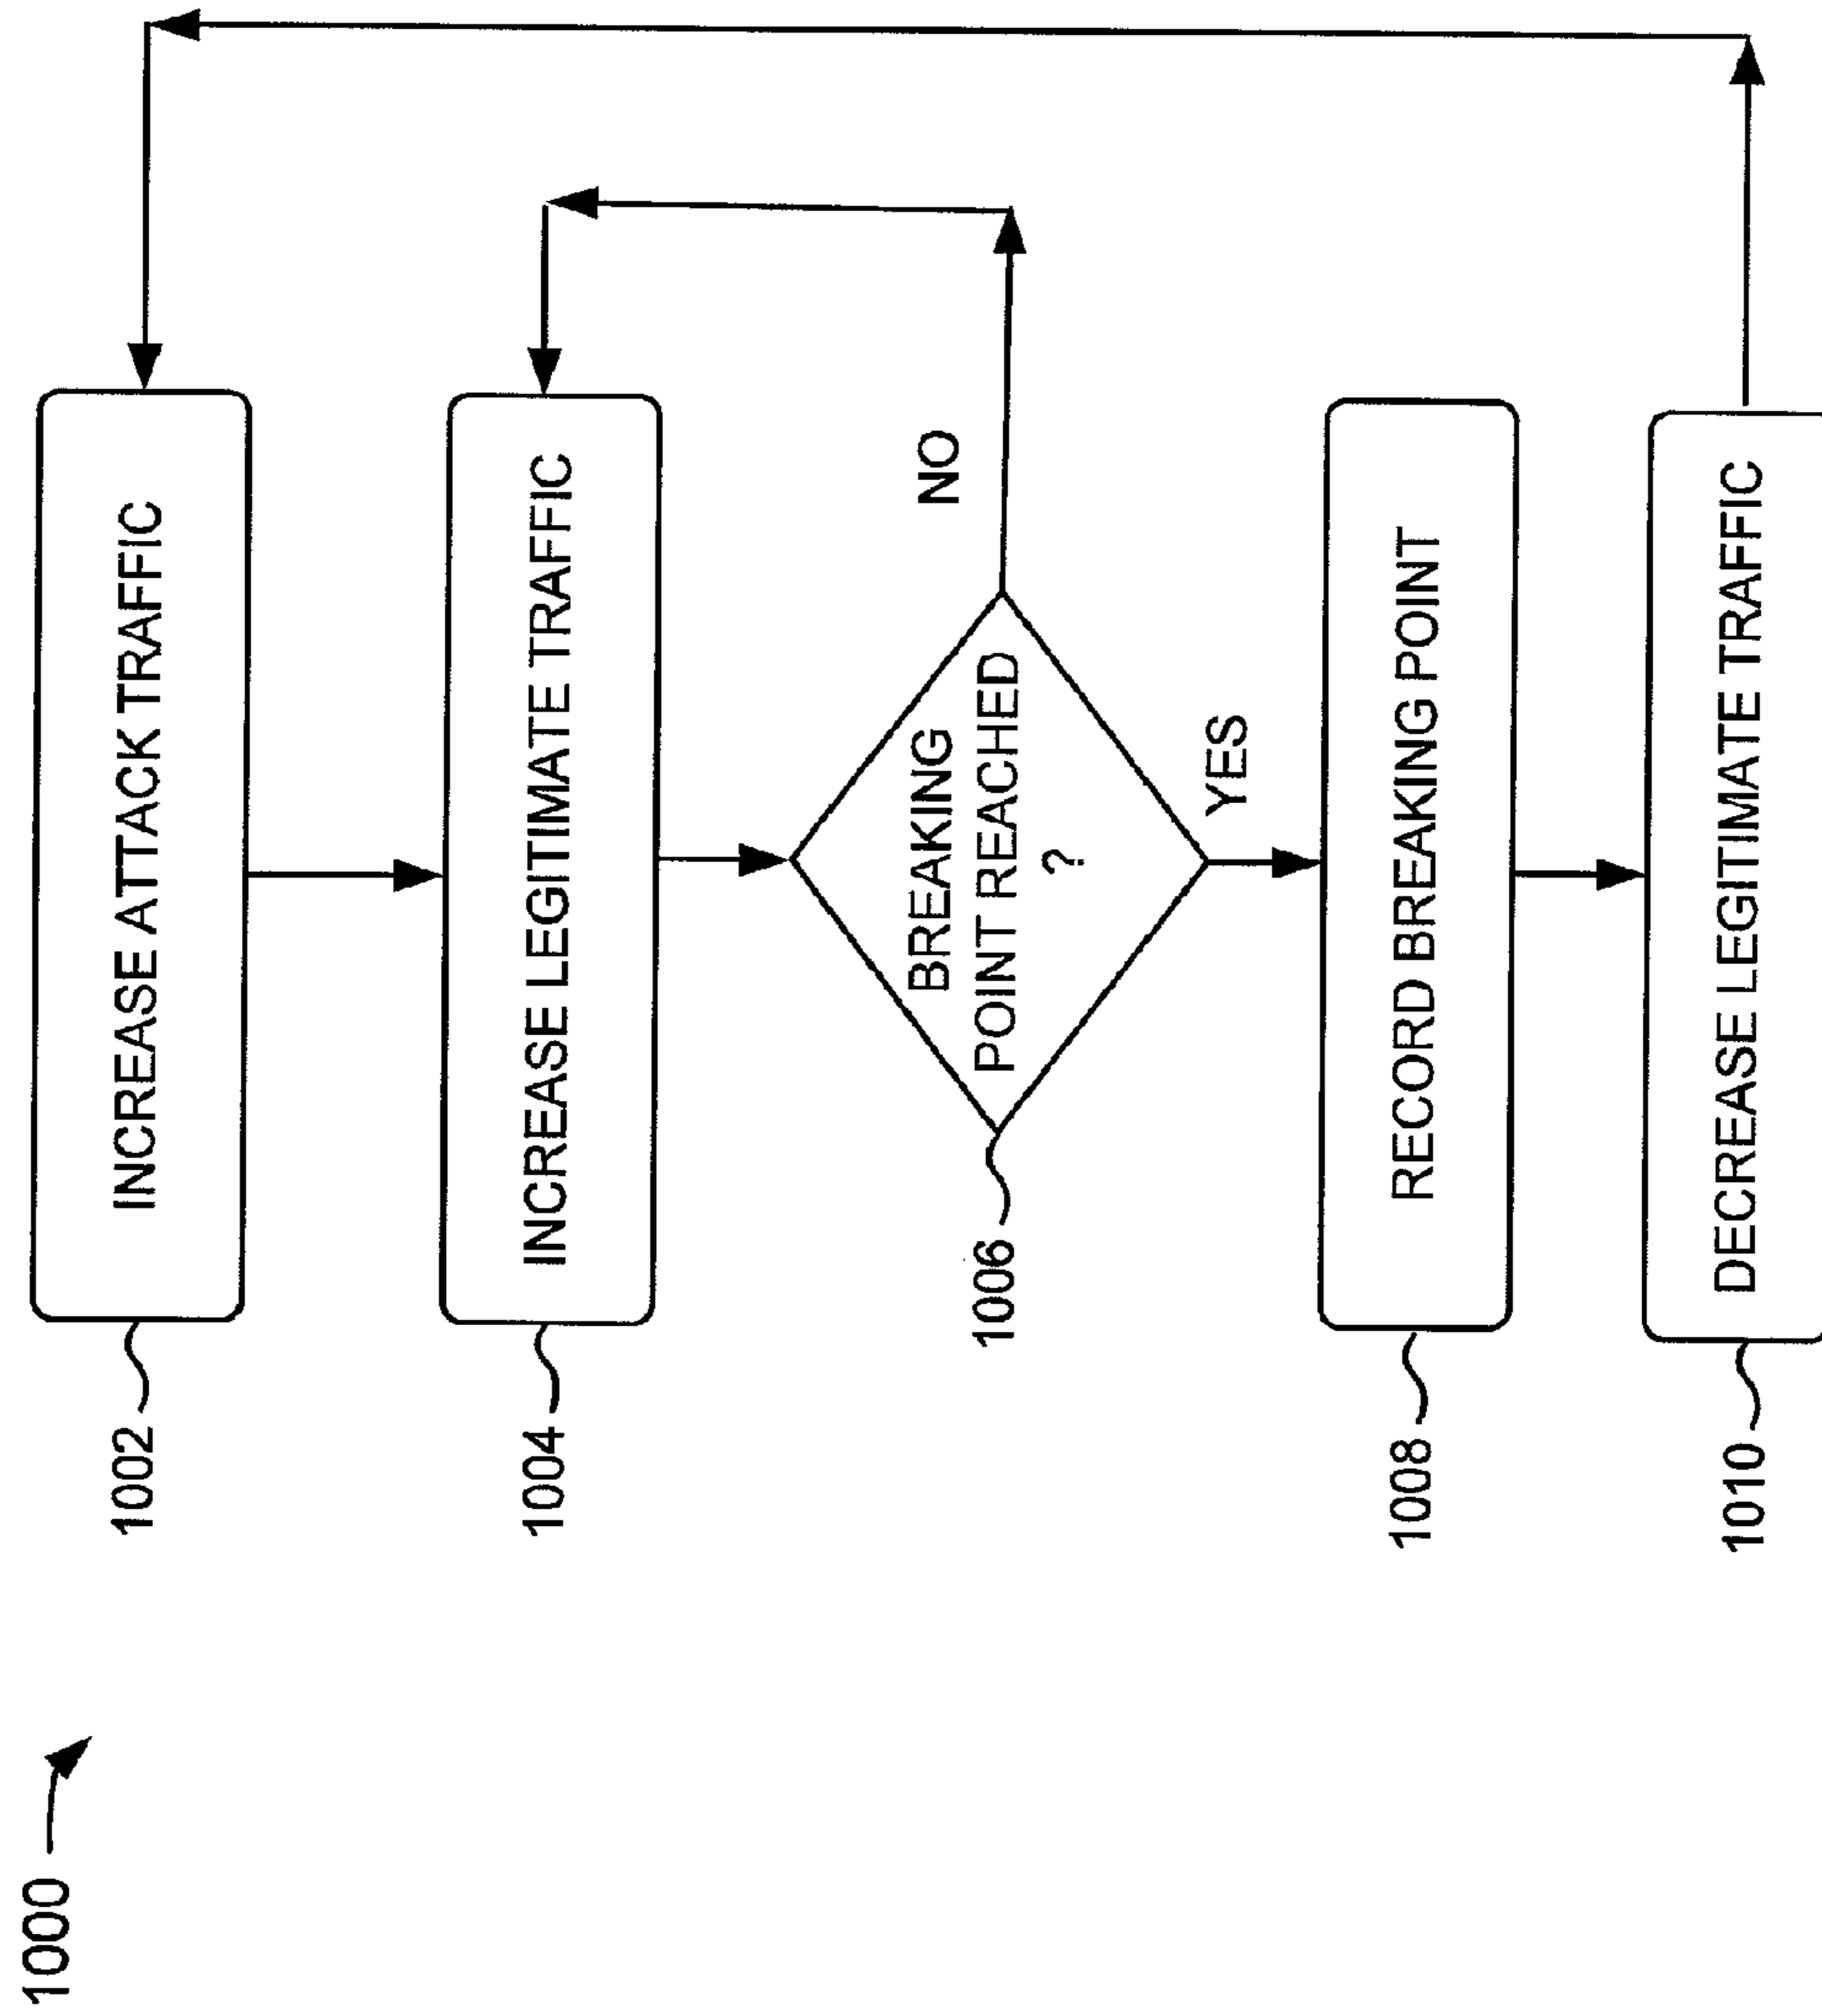 1000
1002
INCREASE ATTACK TRAFFIC
1004
INCREASE LEGITIMATE TRAFFIC
1006
BREAKING
POINT REACHED
?
NO
YES
1008
RECORD BREAKING POINT
1010
DECREASE LEGITIMATE TRAFFIC